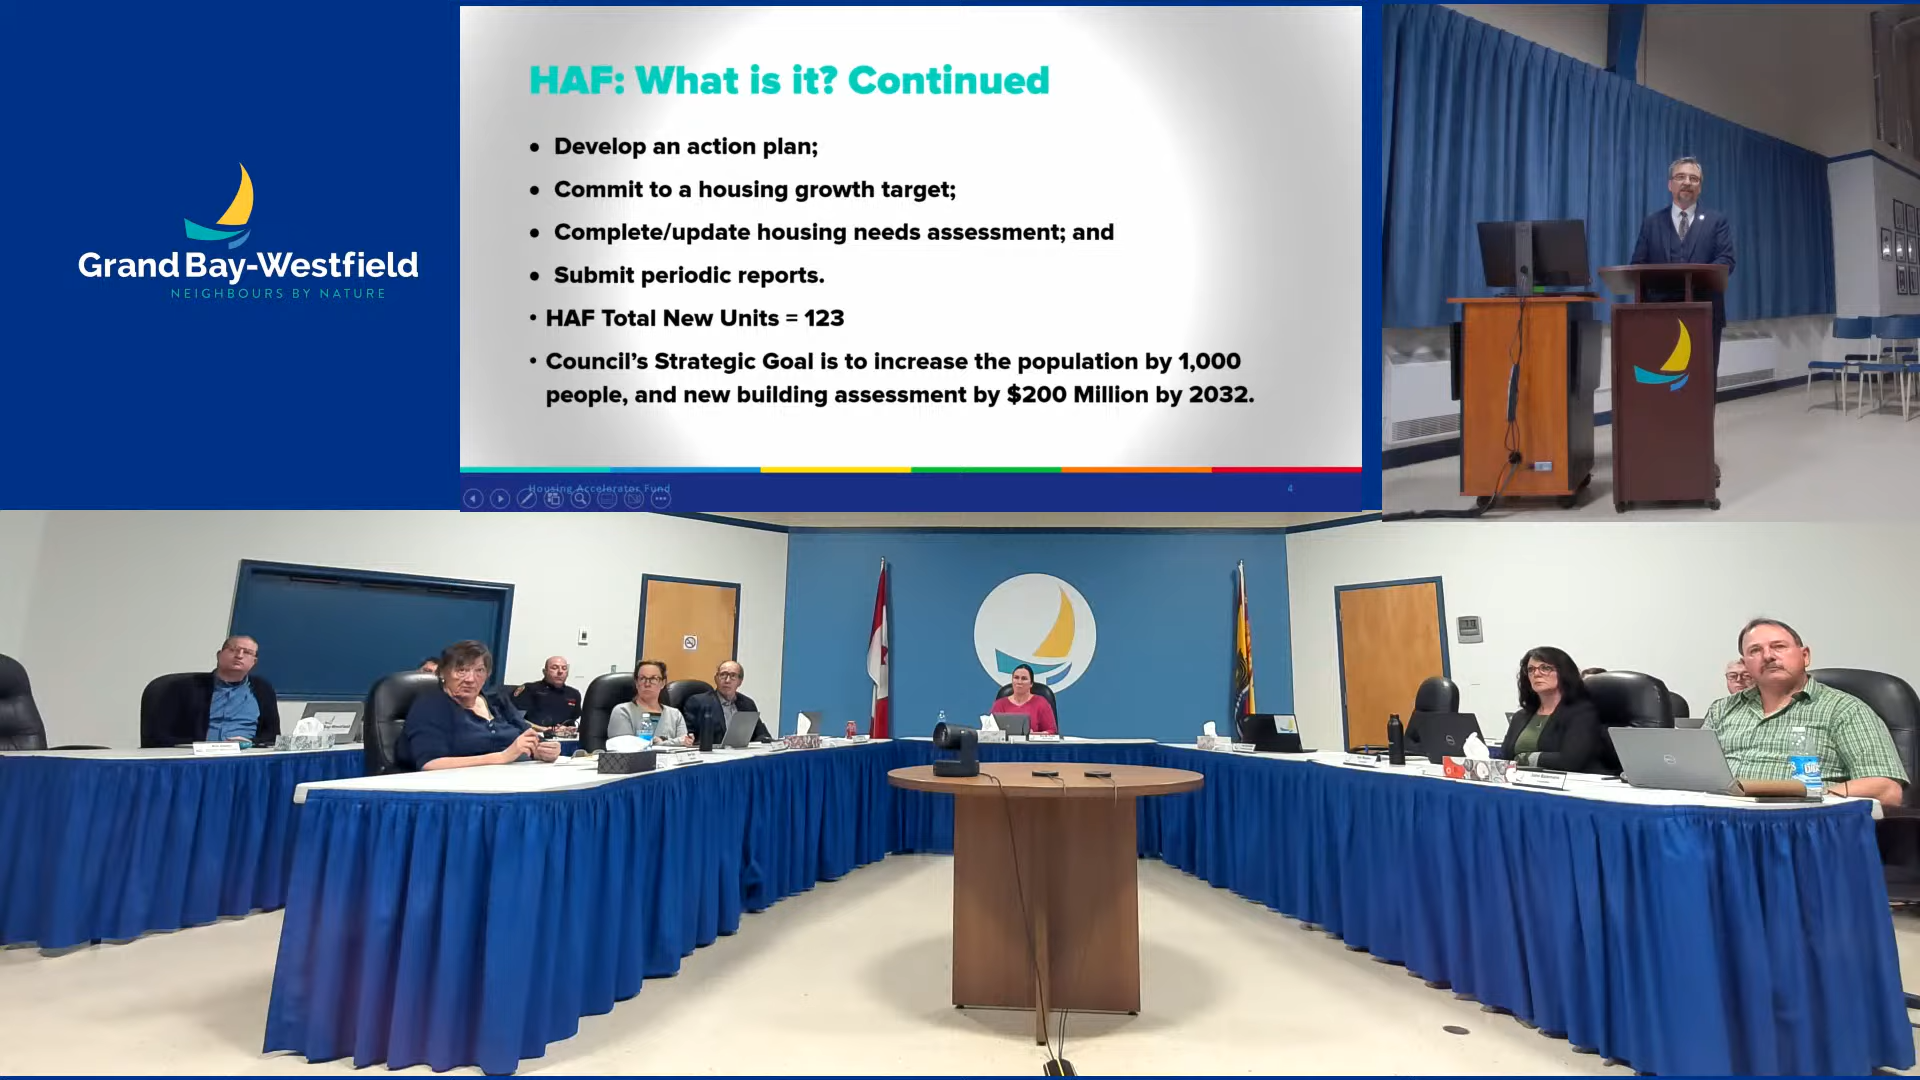 HAF: What is it? Continued
• Develop an action plan;
• Commit to a housing growth target;
• Complete/update housing needs assessment; and
• Submit periodic reports.
• HAF Total New Units = 123
• Council's Strategic Goal is to increase the population by 1,000
people, and new building assessment by $200 Million by 2032.
Housing Accelerator Fund
4
Grand Bay-Westfield
NEIGHBOURS BY NATURE